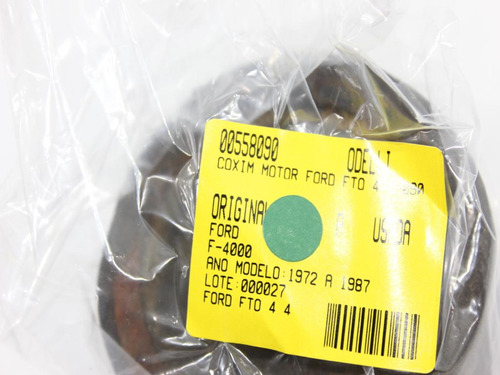 00558090 ODELLI
COXIM MOTOR FORD FTO 4
ORIGINAL
FORD
F-4000
ANO MODELO:1972 A 1987
LOTE:000027
FORD FTO 4 4